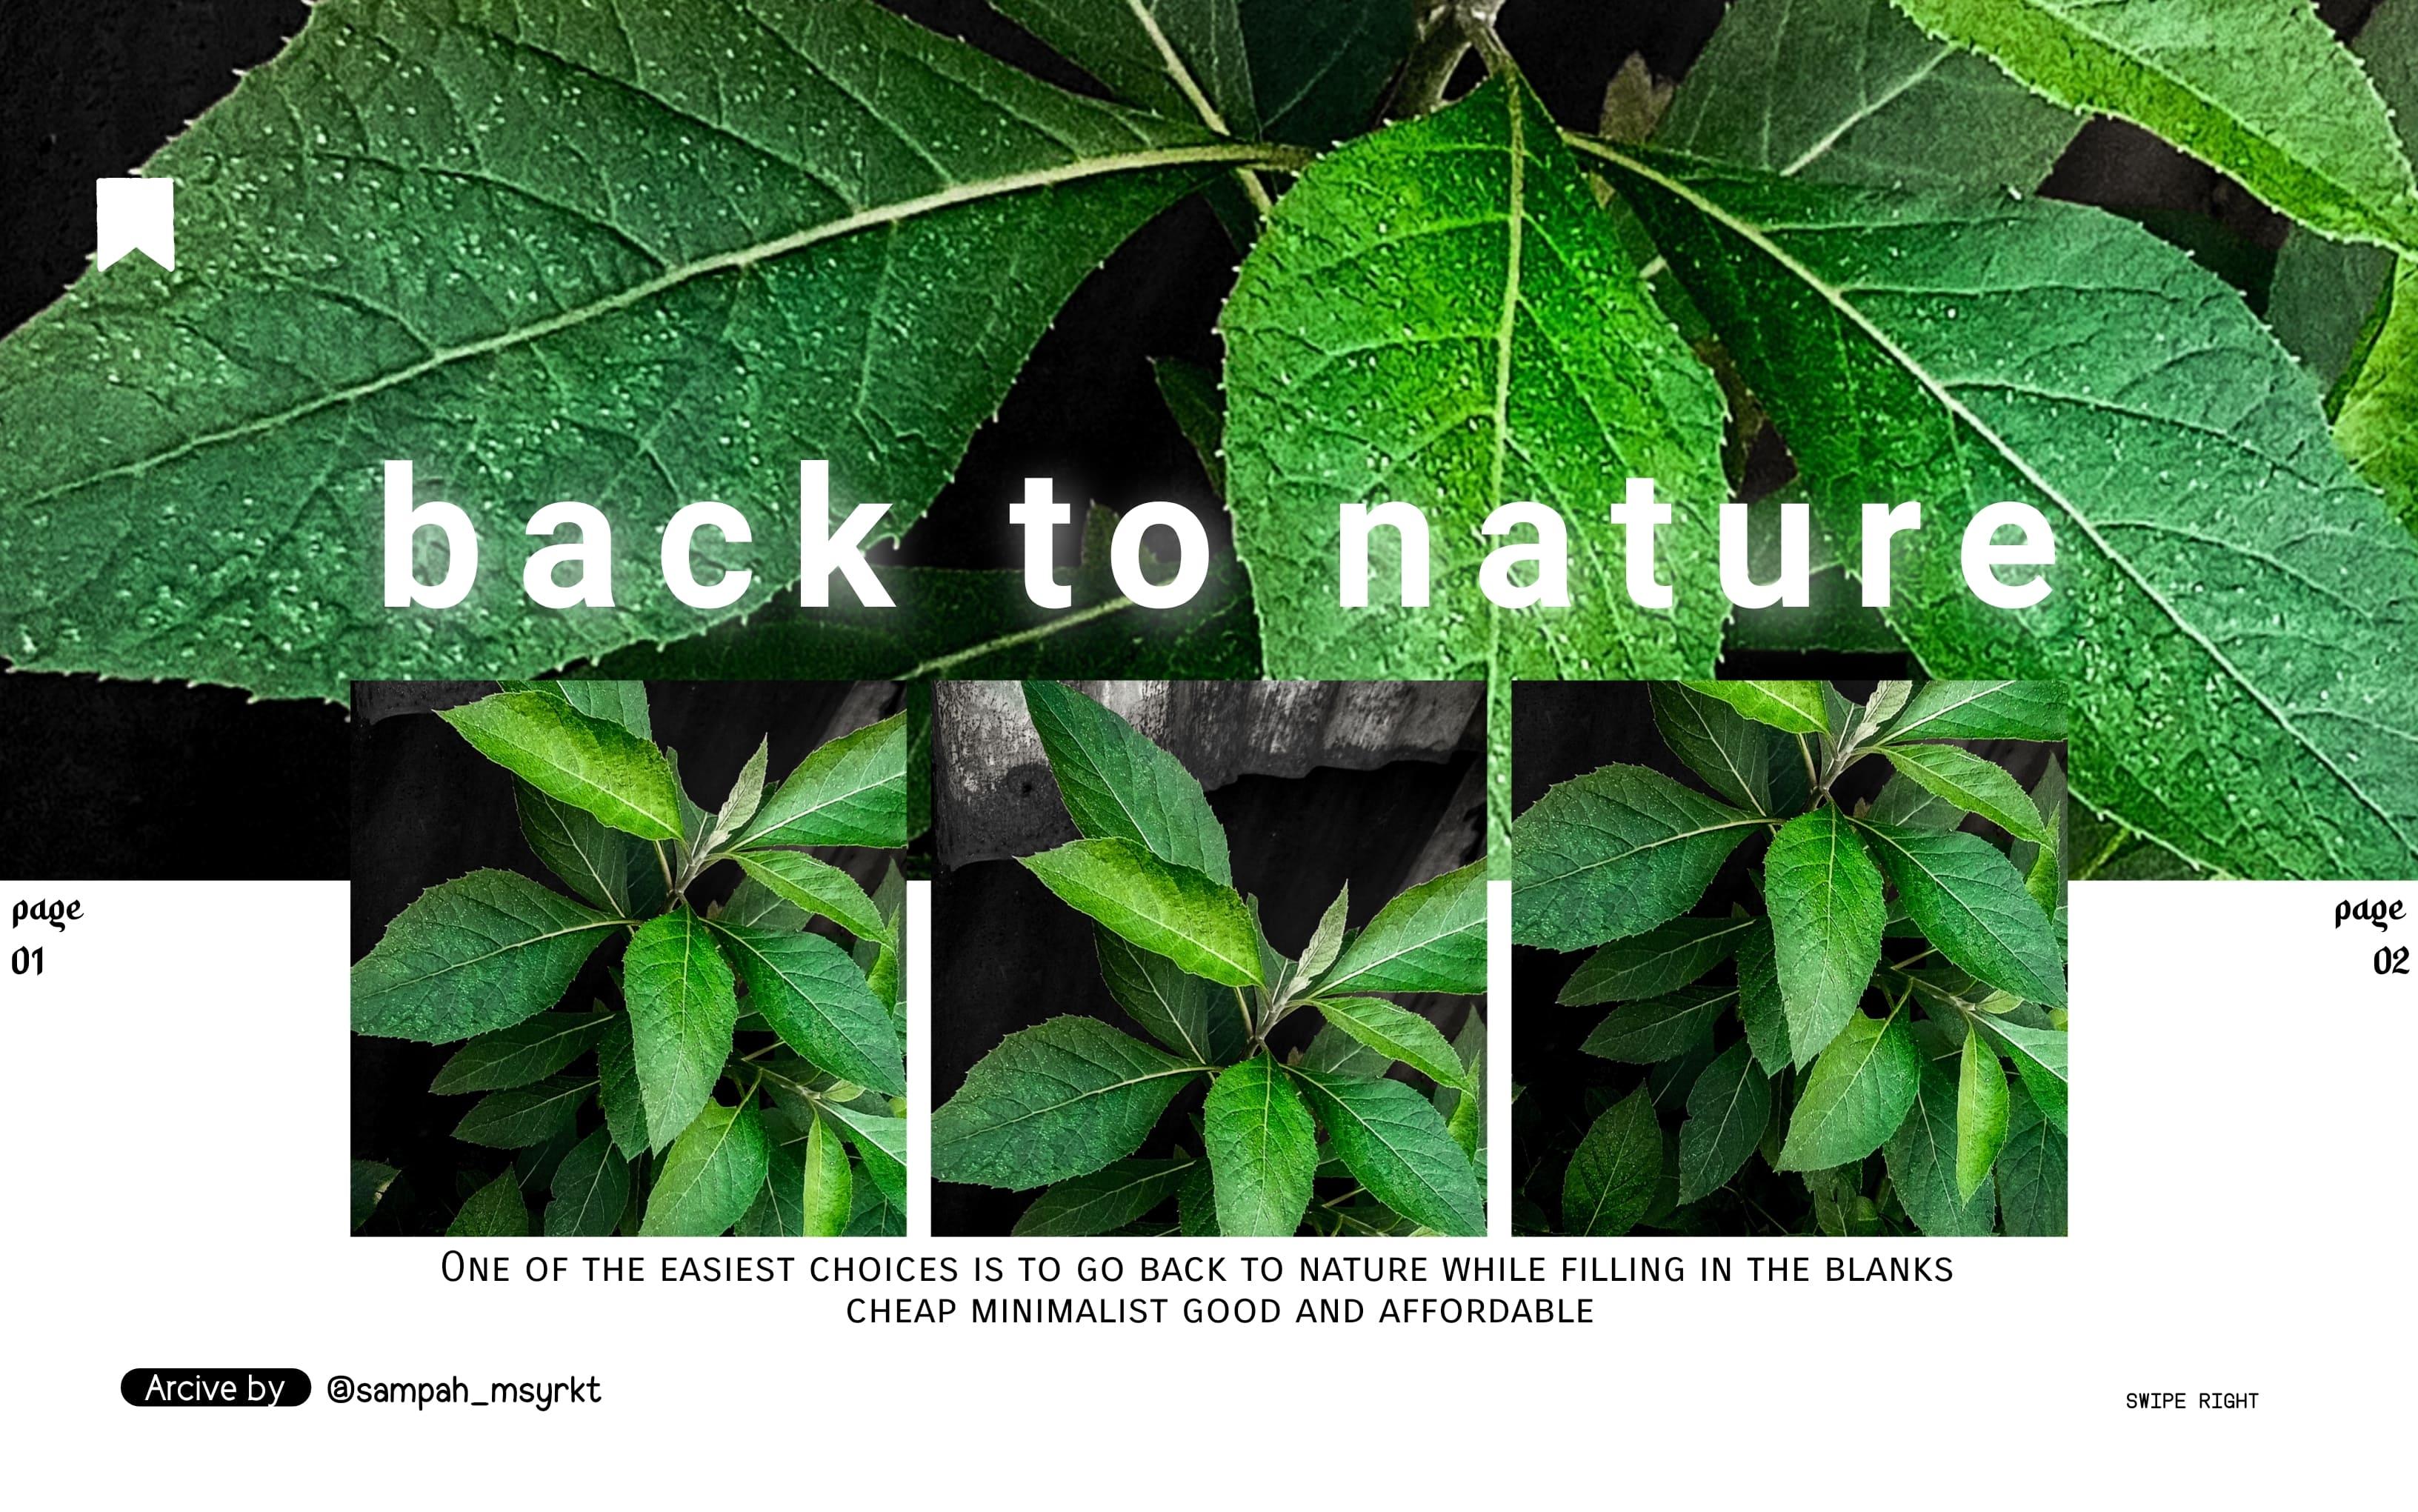 back to nature
page
01
page
02
One of the easiest choices is to go back to nature while filling in the blanks
cheap minimalist good and affordable
Arcive by @sampah_msyrkt
SWIPE RIGHT